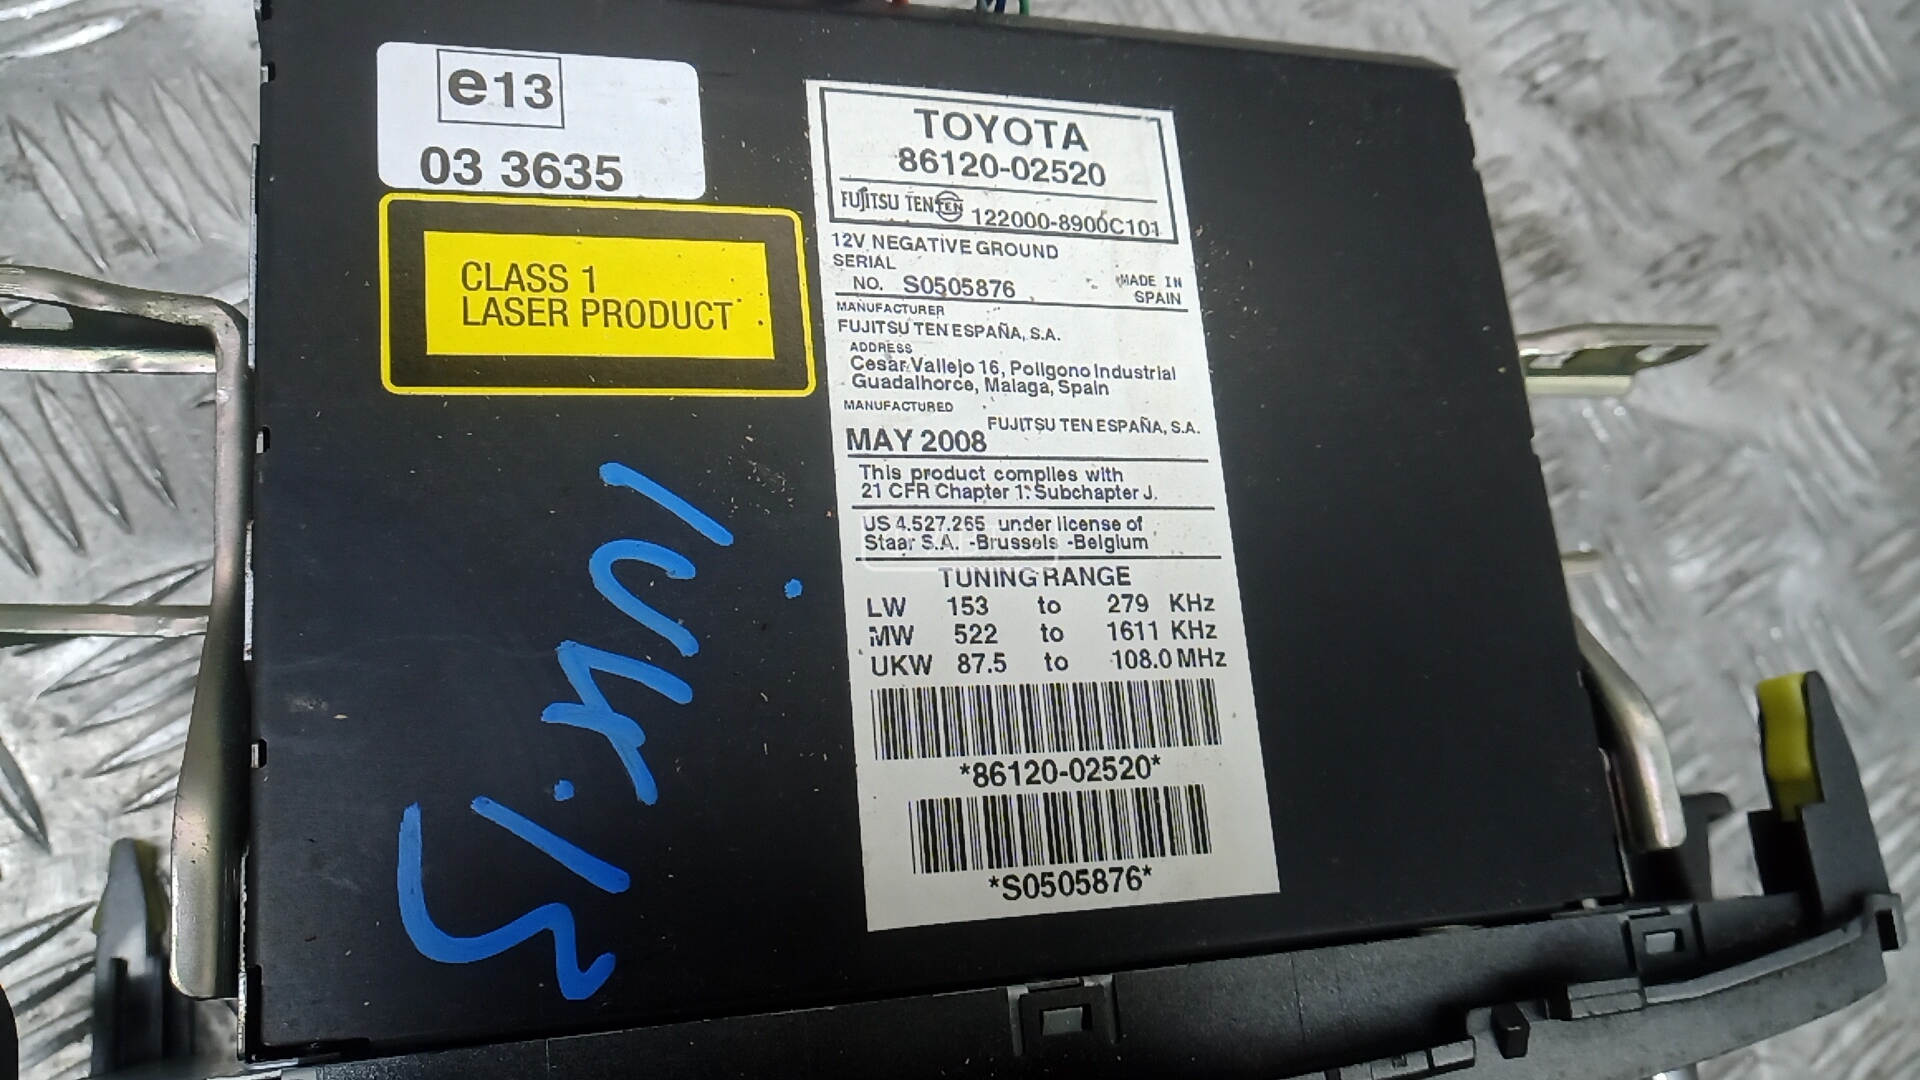 e13
03 3635
CLASS 1
LASER PRODUCT
TOYOTA
86120-02520
FUJITSU TEN TEN 122000-8900C101
12V NEGATIVE GROUND
SERIAL
NO. S0505876
MADE IN
SPAIN
MANUFACTURER
FUJITSU TEN ESPAÑA, S.A.
ADDRESS
Cesar Vallejo 16, Poligono Industrial
Guadalhorce, Malaga, Spain
MANUFACTURED
FUJITSU TEN ESPAÑA, S.A.
MAY 2008
This product complies with
21 CFR Chapter 1: Subchapter J.
US 4.527.265 under license of
Staar S.A. -Brussels -Belgium
TUNING RANGE
LW 153 to 279 KHz
MW 522 to 1611 KHz
UKW 87.5 to 108.0 MHz
*86120-02520*
*S0505876*